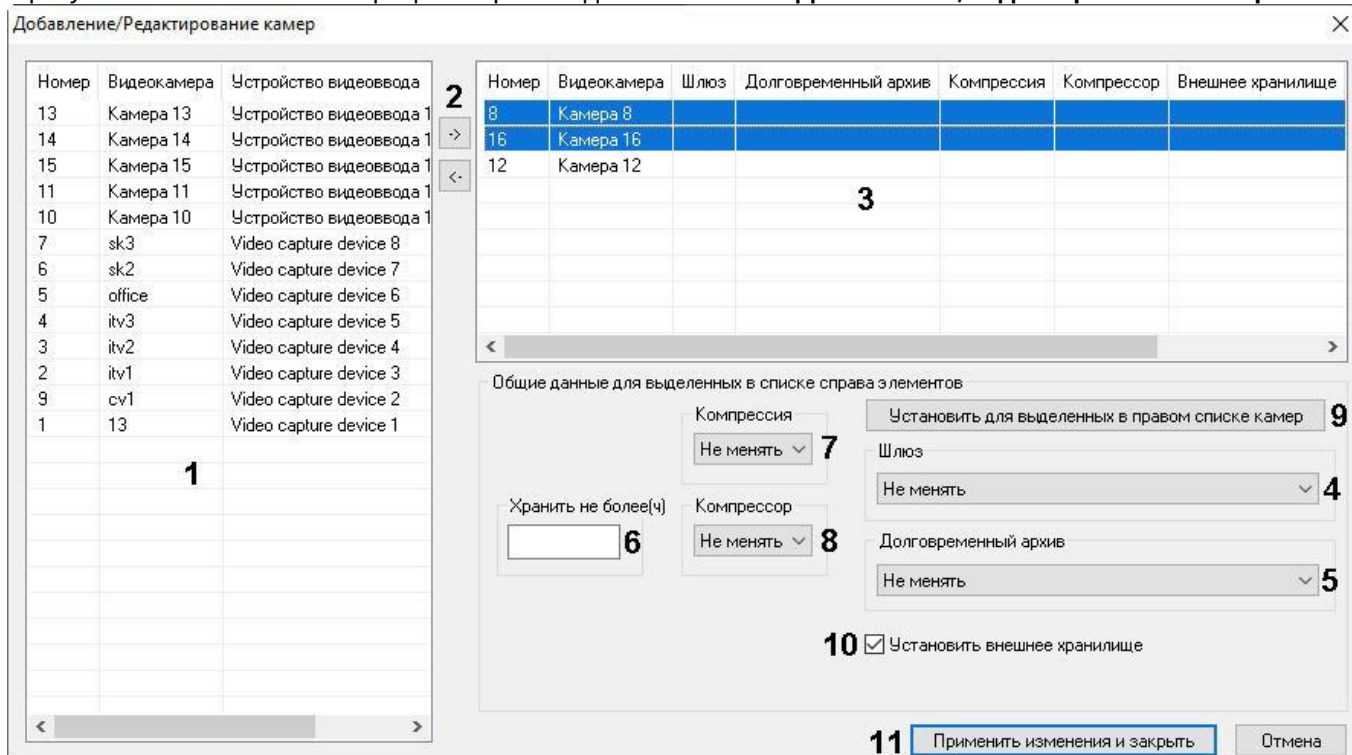 Добавление/Редактирование камер
Номер Видеокамера Устройство видеоввода
13 Камера 13 Устройство видеоввода 1
14 Камера 14 Устройство видеоввода 1
15 Камера 15 Устройство видеоввода 1
11 Камера 11 Устройство видеоввода 1
10 Камера 10 Устройство видеоввода 1
7 sk3 Video capture device 8
6 sk2 Video capture device 7
5 office Video capture device 6
4 itv3 Video capture device 5
3 itv2 Video capture device 4
2 itv1 Video capture device 3
9 cv1 Video capture device 2
1 13 Video capture device 1
1
2
->
<-
Номер Видеокамера Шлюз Долговременный архив Компрессия Компрессор Внешнее хранилище
8 Камера 8
16 Камера 16
12 Камера 12
3
Общие данные для выделенных в списке справа элементов
Компрессия
Не менять 7
Установить для выделенных в правом списке камер 9
Шлюз
Не менять 4
Хранить не более(ч)
6
Компрессор
Не менять 8
Долговременный архив
Не менять 5
10 Установить внешнее хранилище
11 Применить изменения и закрыть Отмена